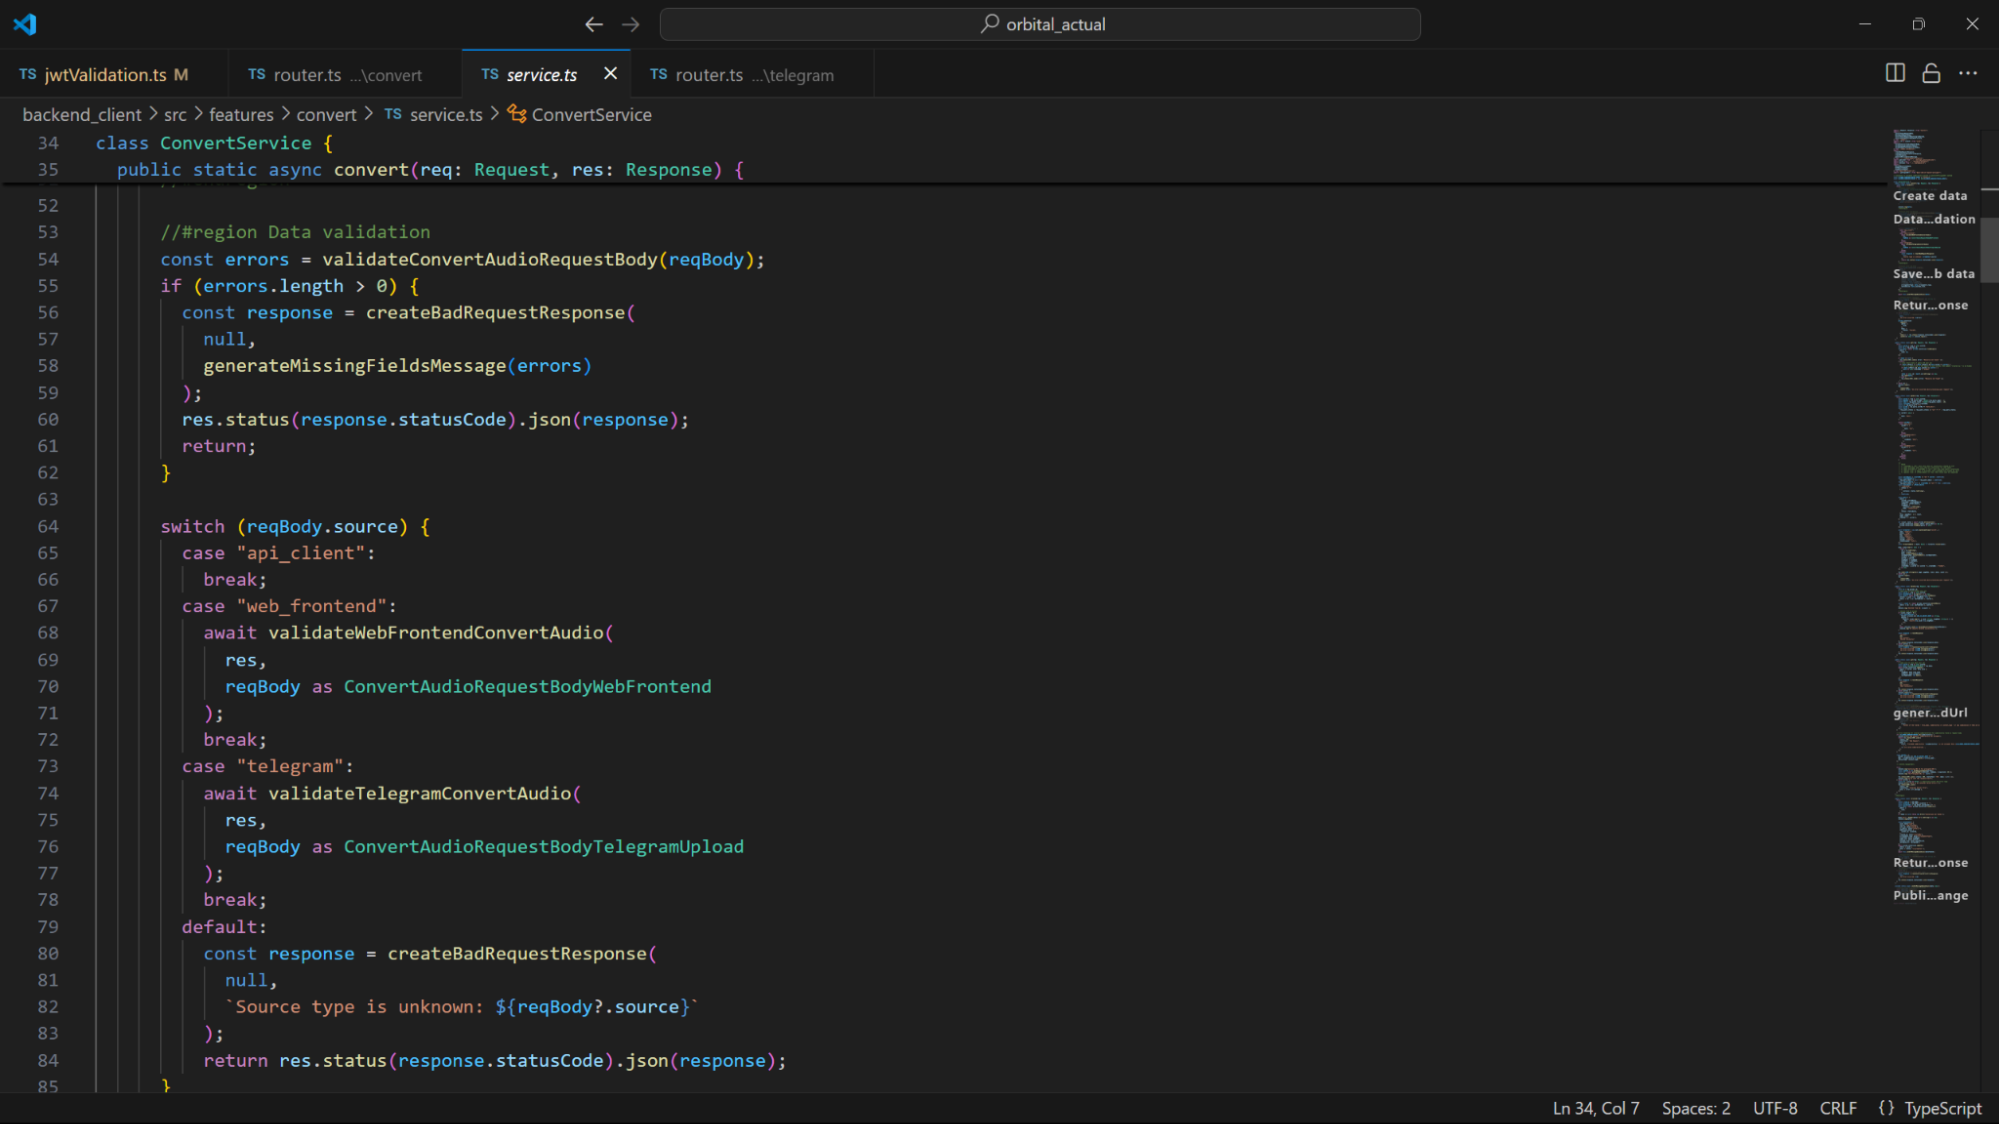 orbital_actual
TS jwtValidation.ts M
TS router.ts ...\convert
TS service.ts
TS router.ts ...\telegram
backend_client > src > features > convert > TS service.ts > ConvertService
34 class ConvertService {
35 public static async convert(req: Request, res: Response) {
52
53 //#region Data validation
54 const errors = validateConvertAudioRequestBody(reqBody);
55 if (errors.length > 0) {
56 const response = createBadRequestResponse(
57 null,
58 generateMissingFieldsMessage(errors)
59 );
60 res.status(response.statusCode).json(response);
61 return;
62 }
63
64 switch (reqBody.source) {
65 case "api_client":
66 break;
67 case "web_frontend":
68 await validateWebFrontendConvertAudio(
69 res,
70 reqBody as ConvertAudioRequestBodyWebFrontend
71 );
72 break;
73 case "telegram":
74 await validateTelegramConvertAudio(
75 res,
76 reqBody as ConvertAudioRequestBodyTelegramUpload
77 );
78 break;
79 default:
80 const response = createBadRequestResponse(
81 null,
82 `Source type is unknown: ${reqBody?.source}`
83 );
84 return res.status(response.statusCode).json(response);
85 }
Create data
Data...dation
Save...b data
Retur...onse
gener...dUrl
Retur...onse
Publi...ange
Ln 34, Col 7
Spaces: 2
UTF-8
CRLF
{} TypeScript